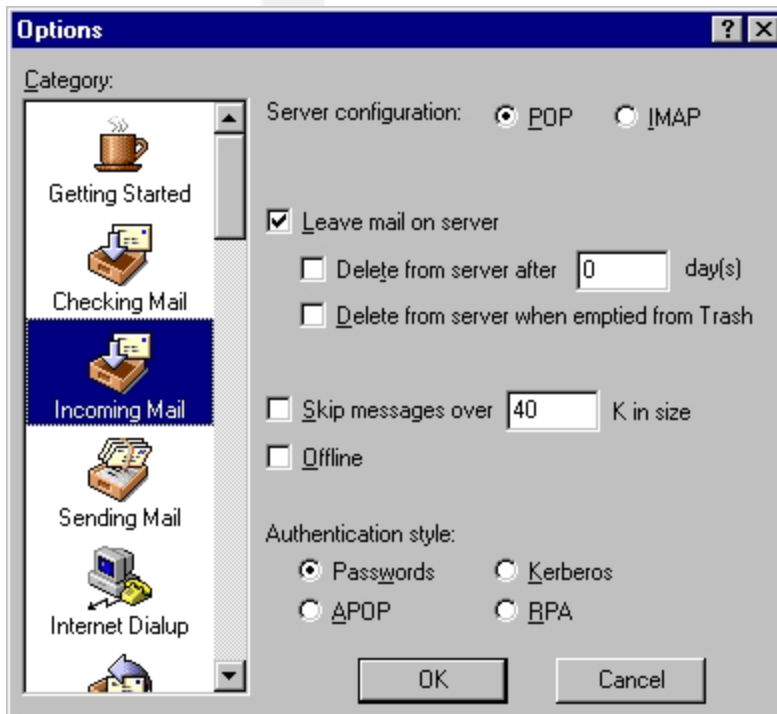 Options
Category:
Getting Started
Checking Mail
Incoming Mail
Sending Mail
Internet Dialup
Server configuration: POP IMAP
Leave mail on server
Delete from server after 0 day(s)
Delete from server when emptied from Trash
Skip messages over 40 K in size
Offline
Authentication style:
Passwords Kerberos
APOP RPA
OK Cancel